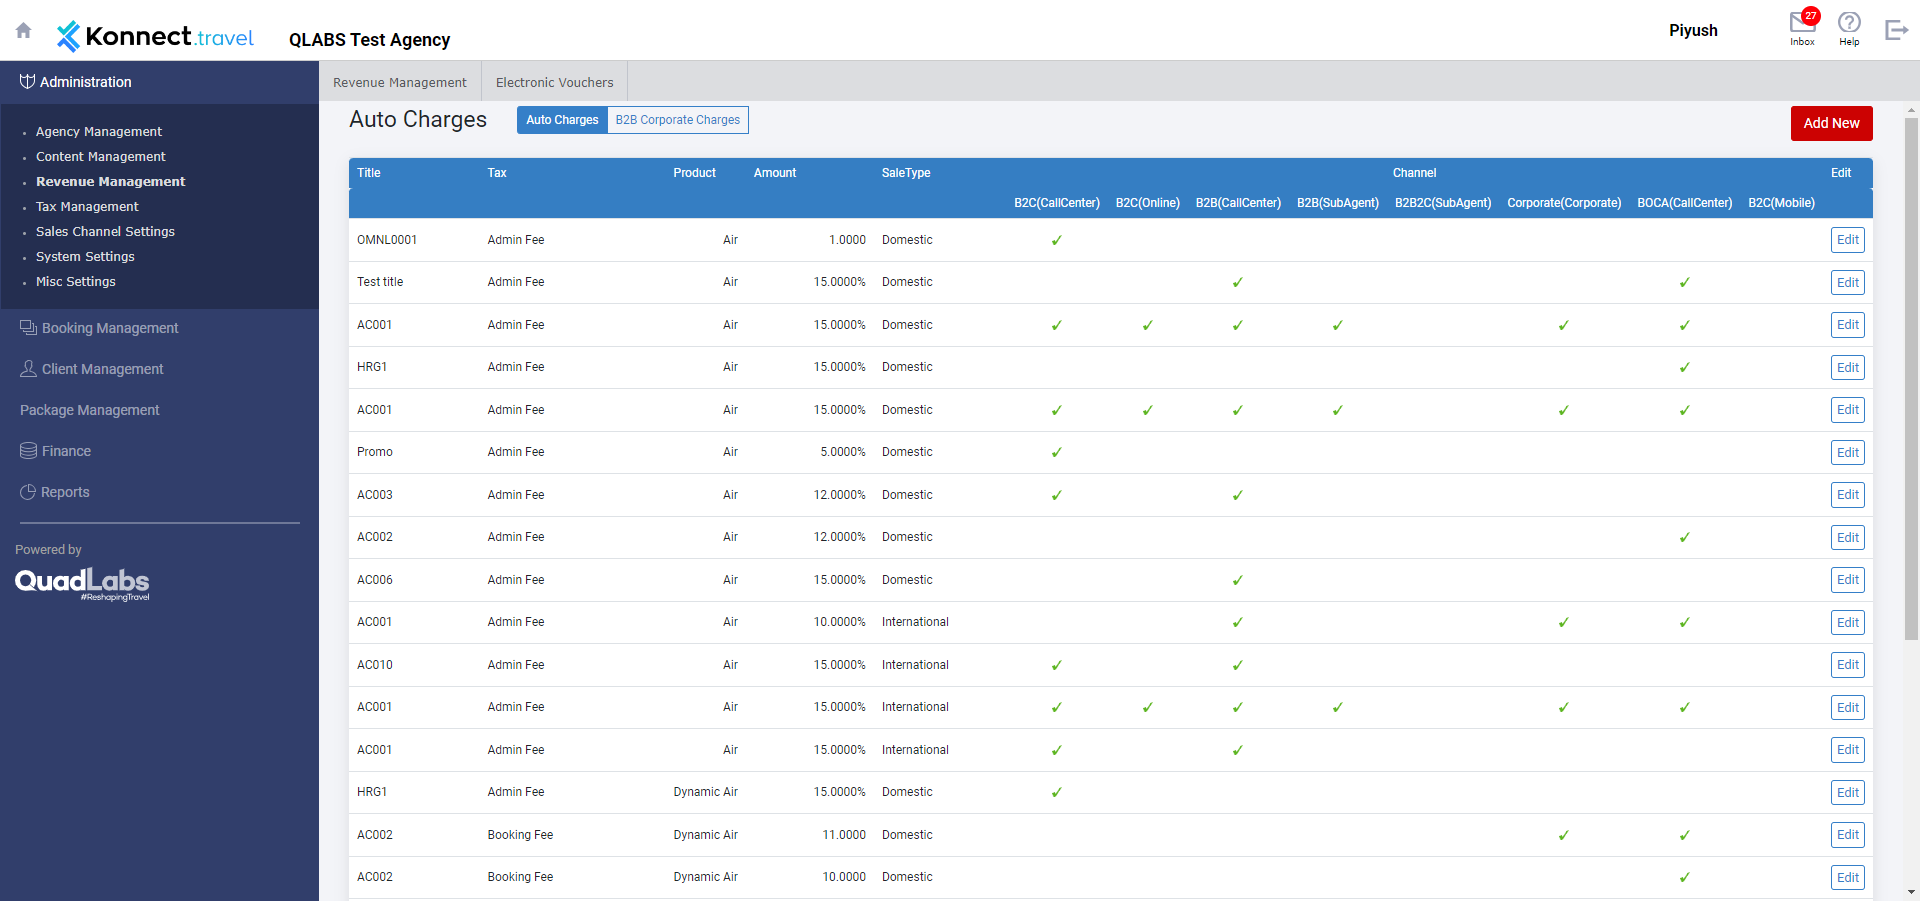 Konnect.travel
QLABS Test Agency
Piyush
27
Inbox
Help
Administration
Agency Management
Content Management
Revenue Management
Tax Management
Sales Channel Settings
System Settings
Misc Settings
Booking Management
Client Management
Package Management
Finance
Reports
Powered by
QuadLabs
#ReshapingTravel
Revenue Management Electronic Vouchers
Auto Charges Auto Charges B2B Corporate Charges
Add New
Title Tax Product Amount SaleType Channel Edit
B2C(CallCenter) B2C(Online) B2B(CallCenter) B2B(SubAgent) B2B2C(SubAgent) Corporate(Corporate) BOCA(CallCenter) B2C(Mobile)
OMNL0001 Admin Fee Air 1.0000 Domestic ✓ Edit
Test title Admin Fee Air 15.0000% Domestic ✓ ✓ Edit
AC001 Admin Fee Air 15.0000% Domestic ✓ ✓ ✓ ✓ ✓ ✓ Edit
HRG1 Admin Fee Air 15.0000% Domestic ✓ Edit
AC001 Admin Fee Air 15.0000% Domestic ✓ ✓ ✓ ✓ ✓ ✓ Edit
Promo Admin Fee Air 5.0000% Domestic ✓ Edit
AC003 Admin Fee Air 12.0000% Domestic ✓ ✓ Edit
AC002 Admin Fee Air 12.0000% Domestic ✓ Edit
AC006 Admin Fee Air 15.0000% Domestic ✓ Edit
AC001 Admin Fee Air 10.0000% International ✓ ✓ ✓ Edit
AC010 Admin Fee Air 15.0000% International ✓ ✓ Edit
AC001 Admin Fee Air 15.0000% International ✓ ✓ ✓ ✓ ✓ ✓ Edit
AC001 Admin Fee Air 15.0000% International ✓ ✓ Edit
HRG1 Admin Fee Dynamic Air 15.0000% Domestic ✓ Edit
AC002 Booking Fee Dynamic Air 11.0000 Domestic ✓ ✓ Edit
AC002 Booking Fee Dynamic Air 10.0000 Domestic ✓ Edit